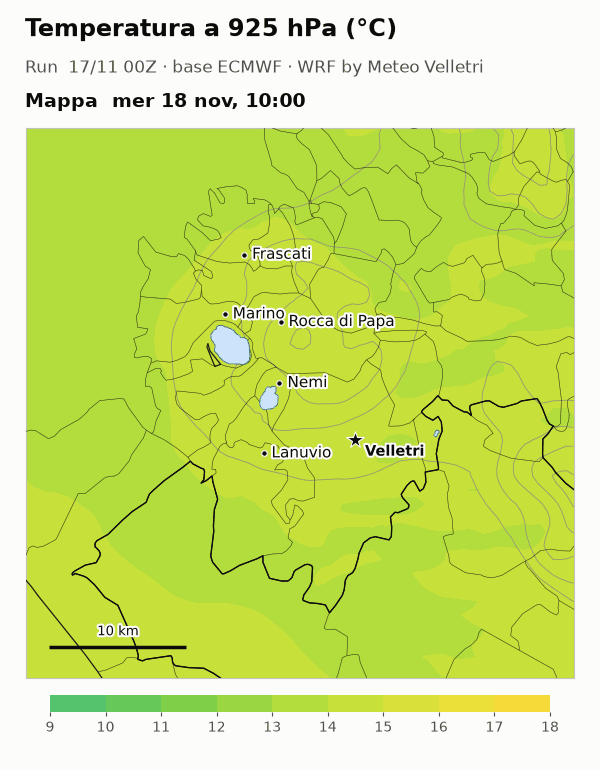 Temperatura a 925 hPa (°C)
Run  17/11 00Z · base ECMWF · WRF by Meteo Velletri
Mappa  mer 18 nov, 10:00
Frascati
Marino
Rocca di Papa
Nemi
Velletri
Lanuvio
10 km
9 10 11 12 13 14 15 16 17 18